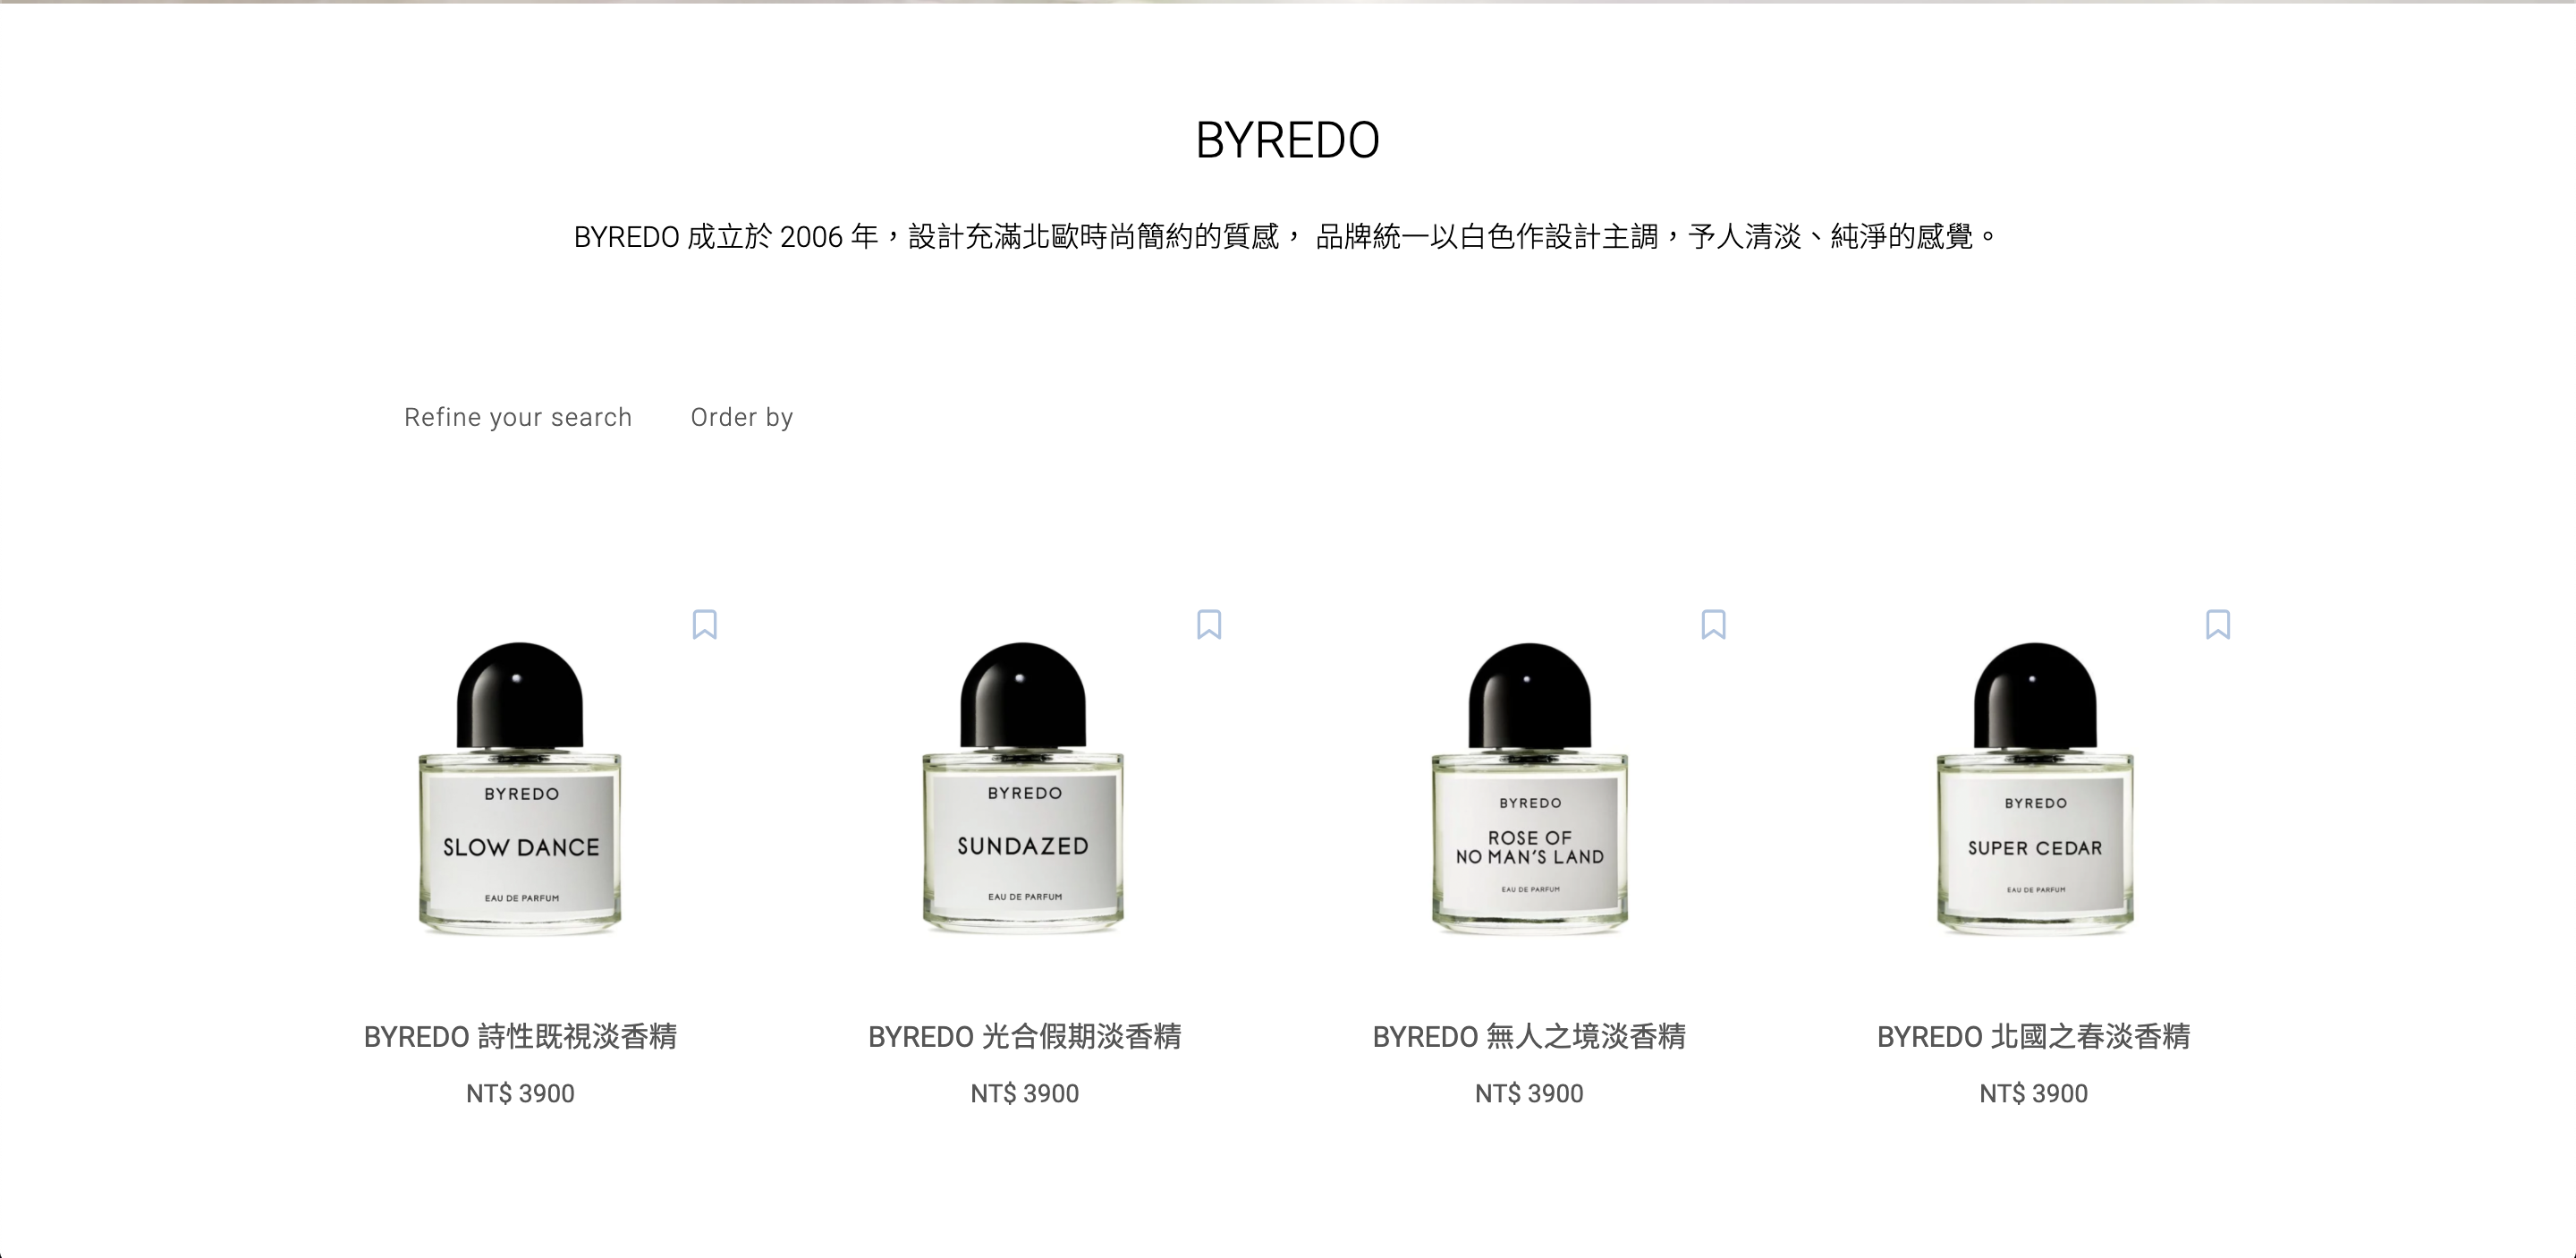 BYREDO
BYREDO 成立於 2006 年，設計充滿北歐時尚簡約的質感， 品牌統一以白色作設計主調，予人清淡、純淨的感覺。
Refine your search
Order by
BYREDO
SLOW DANCE
EAU DE PARFUM
BYREDO
SUNDAZED
EAU DE PARFUM
BYREDO
ROSE OF
NO MAN'S LAND
EAU DE PARFUM
BYREDO
SUPER CEDAR
EAU DE PARFUM
BYREDO 詩性既視淡香精
NT$ 3900
BYREDO 光合假期淡香精
NT$ 3900
BYREDO 無人之境淡香精
NT$ 3900
BYREDO 北國之春淡香精
NT$ 3900